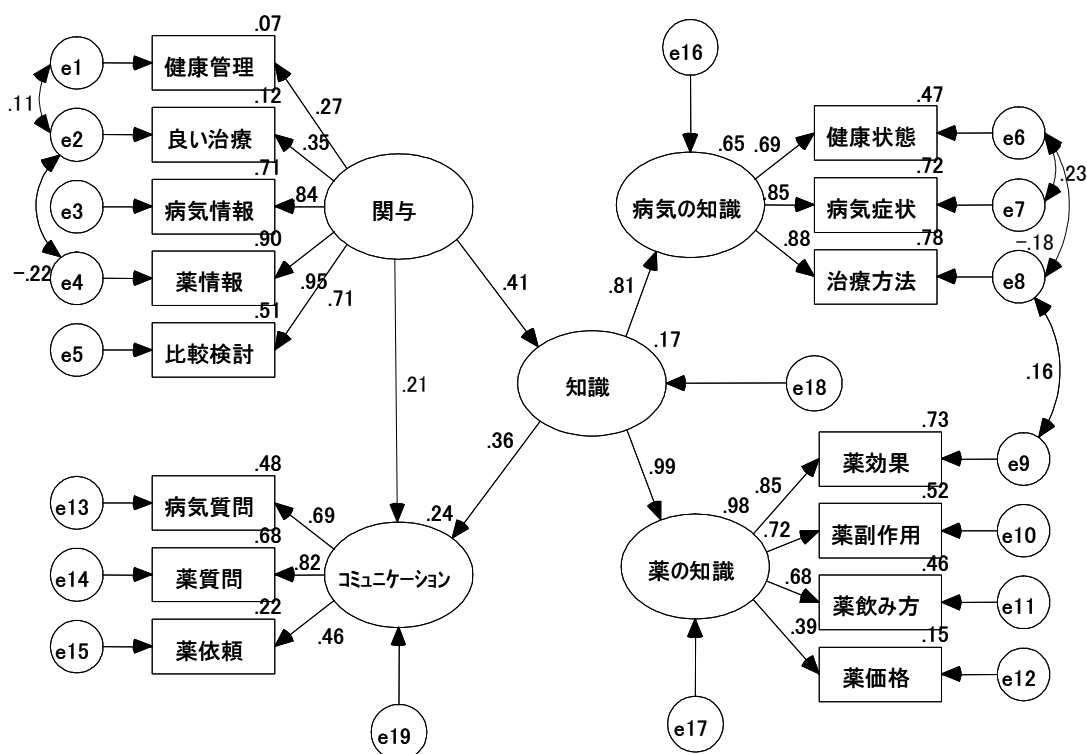 .07
e1
健康管理
.11
.12
.27
e2
良い治療
.35
.71
e3
病気情報
.84
関与
.90
-.22
e4
薬情報
.95
.71
.51
e5
比較検討
.41
.21
e16
.65
.69
病気の知識
.85
.88
.47
健康状態
e6
.23
.72
病気症状
e7
.78
-.18
治療方法
e8
.81
.17
知識
e18
.16
.36
.99
.48
e13
病気質問
.69
.68
e14
薬質問
.82
.24
コミュニケーション
.22
e15
薬依頼
.46
e19
.73
薬効果
e9
.85
.98
.52
.72
薬副作用
e10
薬の知識
.46
.68
薬飲み方
e11
.39
.15
薬価格
e12
e17